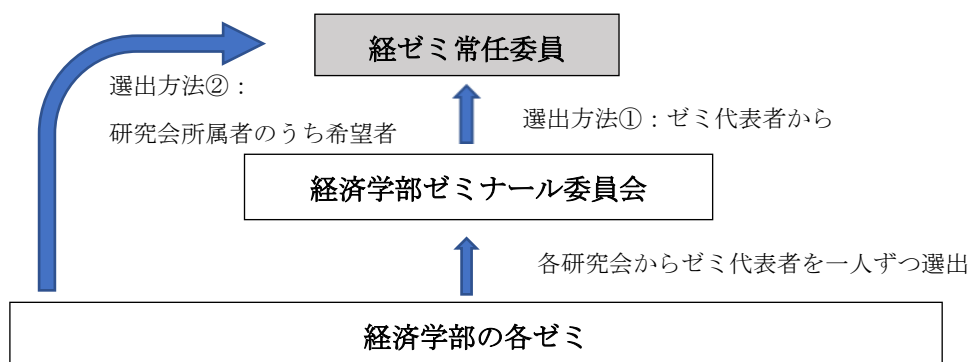 経ゼミ常任委員
選出方法②：
研究会所属者のうち希望者
選出方法①：ゼミ代表者から
経済学部ゼミナール委員会
各研究会からゼミ代表者を一人ずつ選出
経済学部の各ゼミ